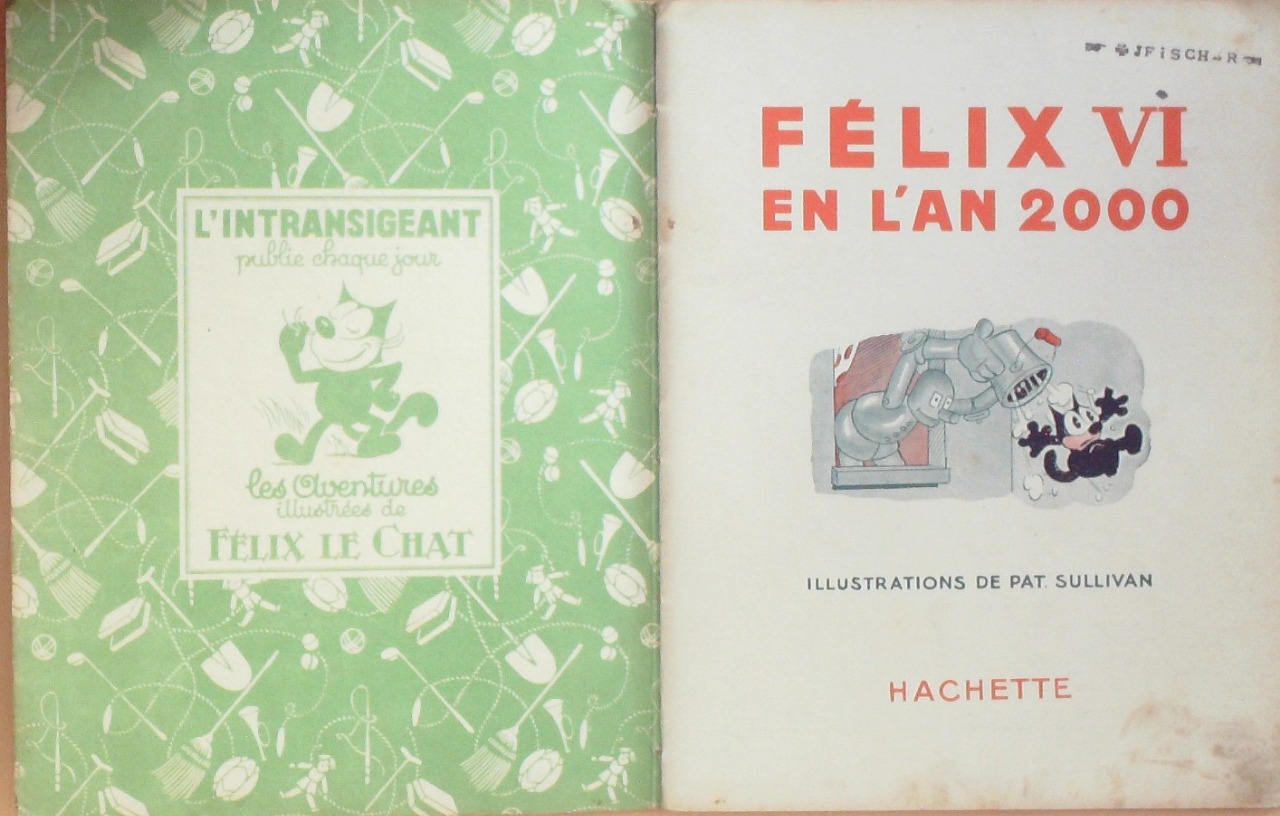 L'INTRANSIGEANT
publie chaque jour
les Aventures
illustrées de
FÉLIX LE CHAT
FÉLIX VI
EN L'AN 2000
ILLUSTRATIONS DE PAT. SULLIVAN
HACHETTE